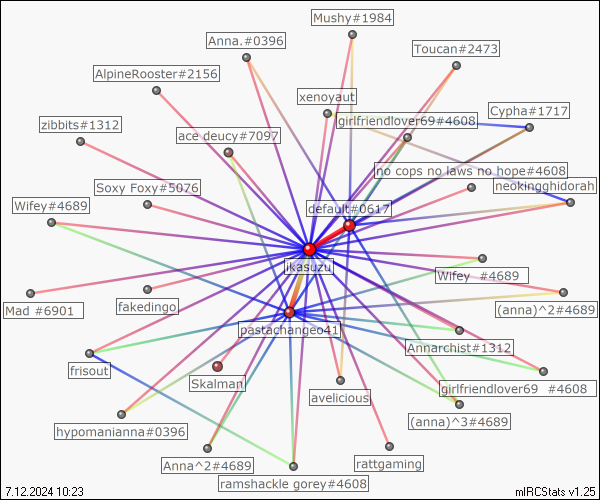 Mushy#1984
Anna.#0396
Toucan#2473
AlpineRooster#2156
xenoyaut
Cypha#1717
girlfriendlover69#4608
zibbits#1312
ace deucy#7097
no cops no laws no hope#4608
Soxy Foxy#5076
neokingghidorah
Wifey#4689
default#0617
ikasuzu
Wifey #4689
Mad #6901
fakedingo
(anna)^2#4689
pastachangeo41
Annarchist#1312
frisout
Skalman
girlfriendlover69 #4608
avelicious
(anna)^3#4689
hypomanianna#0396
Anna^2#4689
rattgaming
ramshackle gorey#4608
7.12.2024 10:23
mIRCStats v1.25